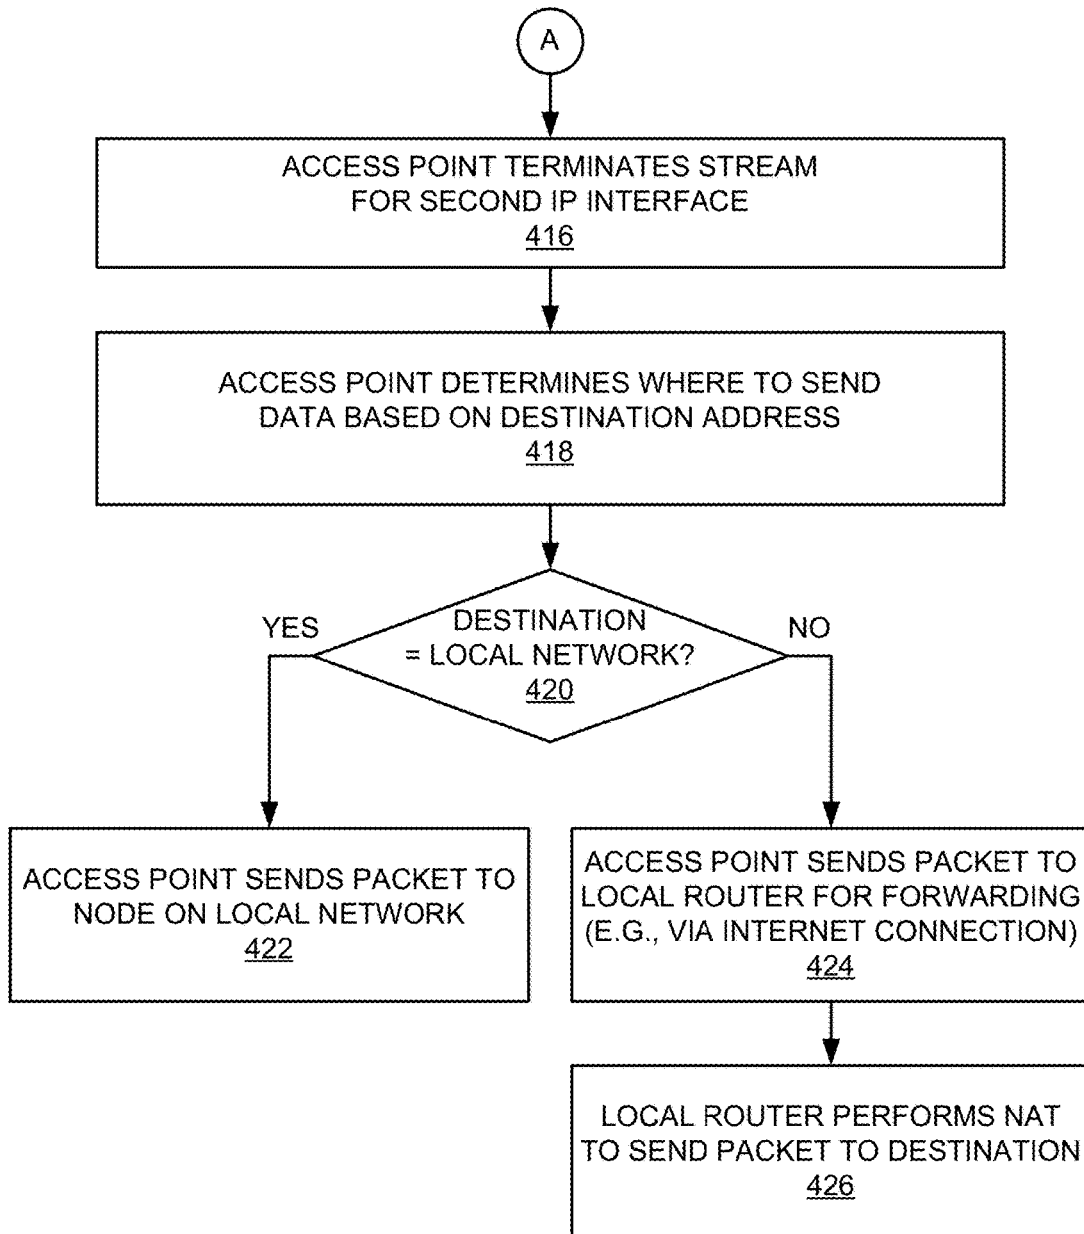 A
ACCESS POINT TERMINATES STREAM
FOR SECOND IP INTERFACE
416
ACCESS POINT DETERMINES WHERE TO SEND
DATA BASED ON DESTINATION ADDRESS
418
YES
DESTINATION
= LOCAL NETWORK?
420
NO
ACCESS POINT SENDS PACKET TO
NODE ON LOCAL NETWORK
422
ACCESS POINT SENDS PACKET TO
LOCAL ROUTER FOR FORWARDING
(E.G., VIA INTERNET CONNECTION)
424
LOCAL ROUTER PERFORMS NAT
TO SEND PACKET TO DESTINATION
426